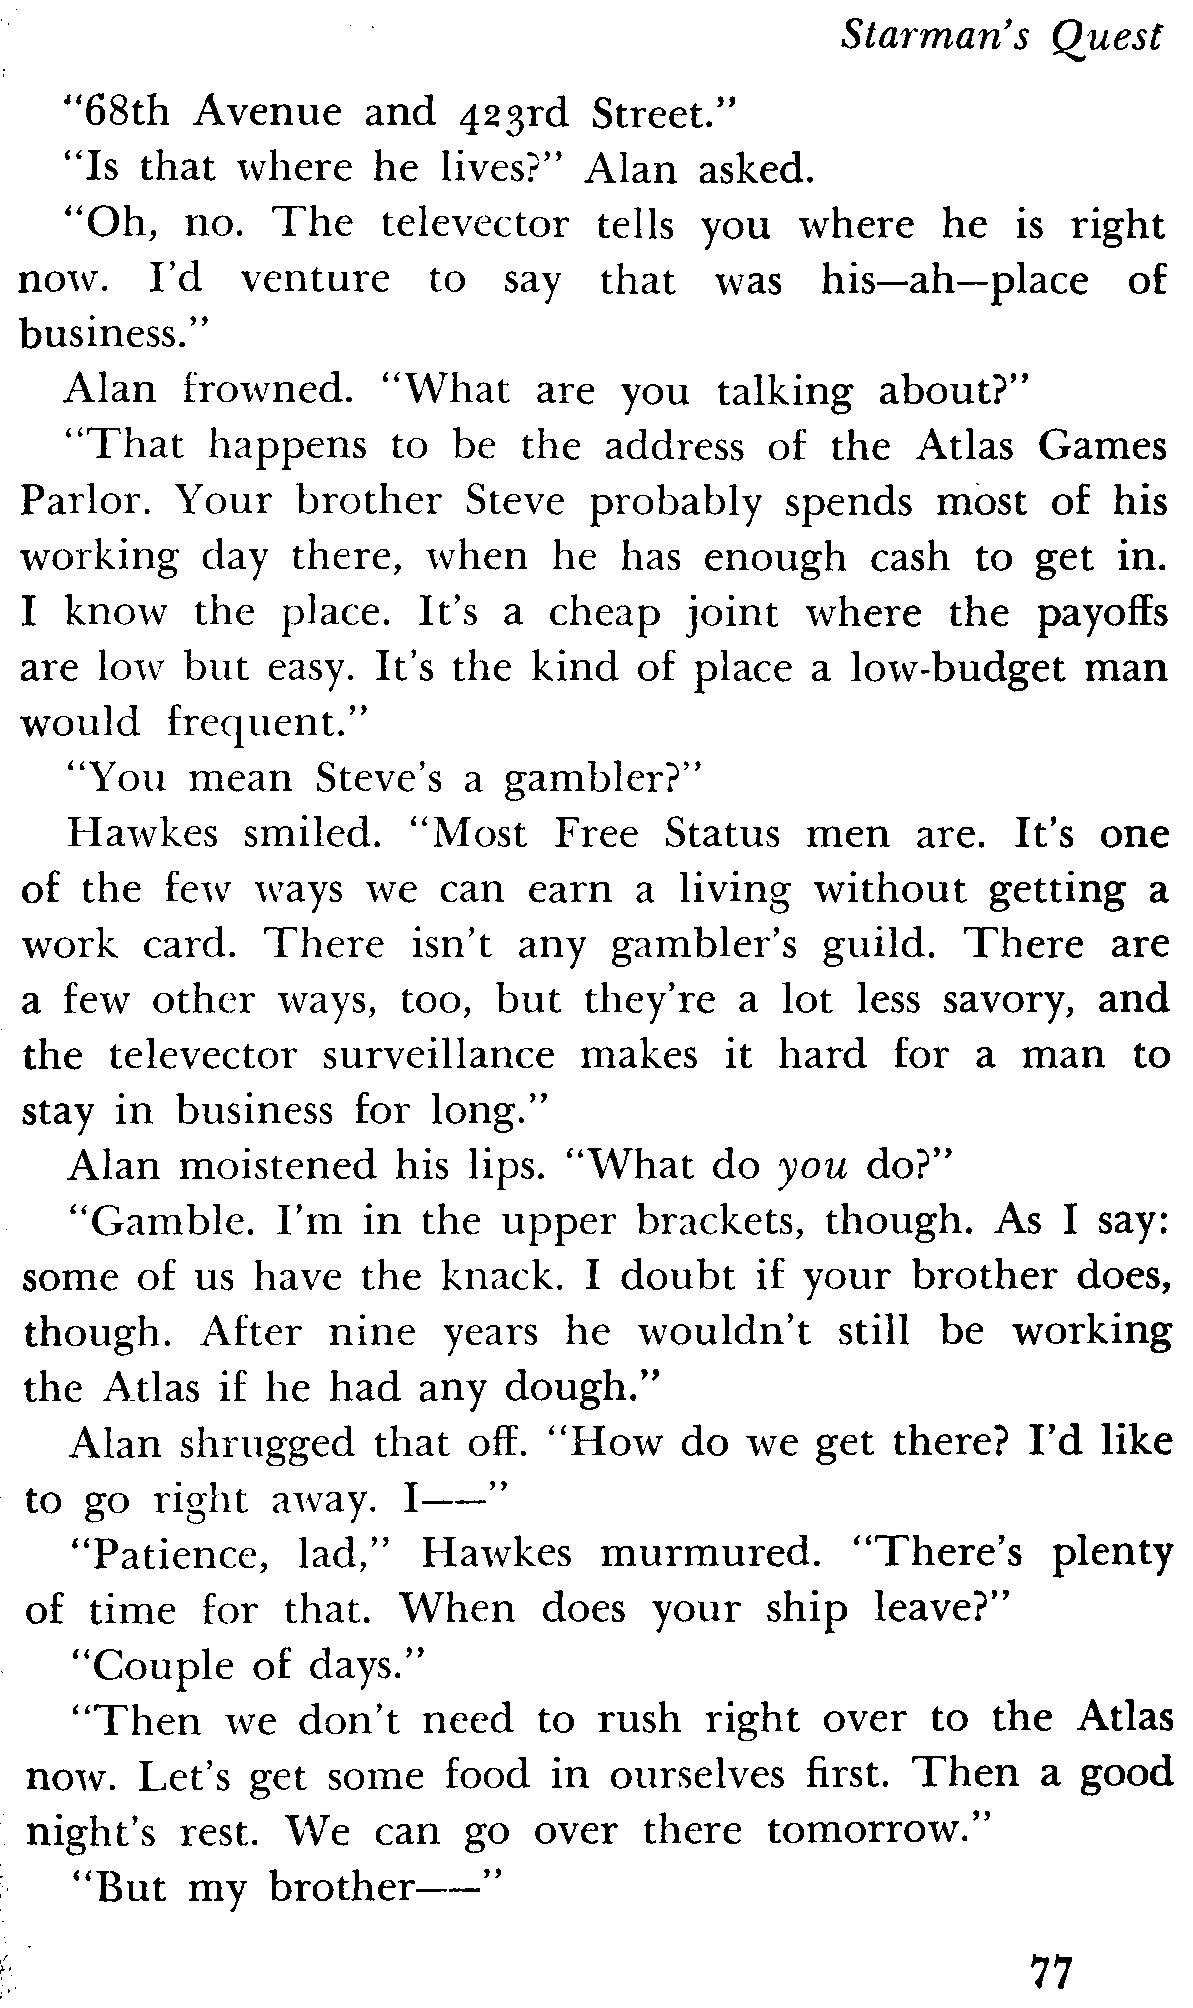 Starman's Quest
"68th Avenue and 423rd Street."
"Is that where he lives?" Alan asked.
"Oh, no. The televector tells you where he is right
now. I'd venture to say that was his—ah—place of
business."
Alan frowned. "What are you talking about?"
"That happens to be the address of the Atlas Games
Parlor. Your brother Steve probably spends most of his
working day there, when he has enough cash to get in.
I know the place. It's a cheap joint where the payoffs
are low but easy. It's the kind of place a low-budget man
would frequent."
"You mean Steve's a gambler?"
Hawkes smiled. "Most Free Status men are. It's one
of the few ways we can earn a living without getting a
work card. There isn't any gambler's guild. There are
a few other ways, too, but they're a lot less savory, and
the televector surveillance makes it hard for a man to
stay in business for long."
Alan moistened his lips. "What do you do?"
"Gamble. I'm in the upper brackets, though. As I say:
some of us have the knack. I doubt if your brother does,
though. After nine years he wouldn't still be working
the Atlas if he had any dough."
Alan shrugged that off. "How do we get there? I'd like
to go right away. I——"
"Patience, lad," Hawkes murmured. "There's plenty
of time for that. When does your ship leave?"
"Couple of days."
"Then we don't need to rush right over to the Atlas
now. Let's get some food in ourselves first. Then a good
night's rest. We can go over there tomorrow."
"But my brother——"
77